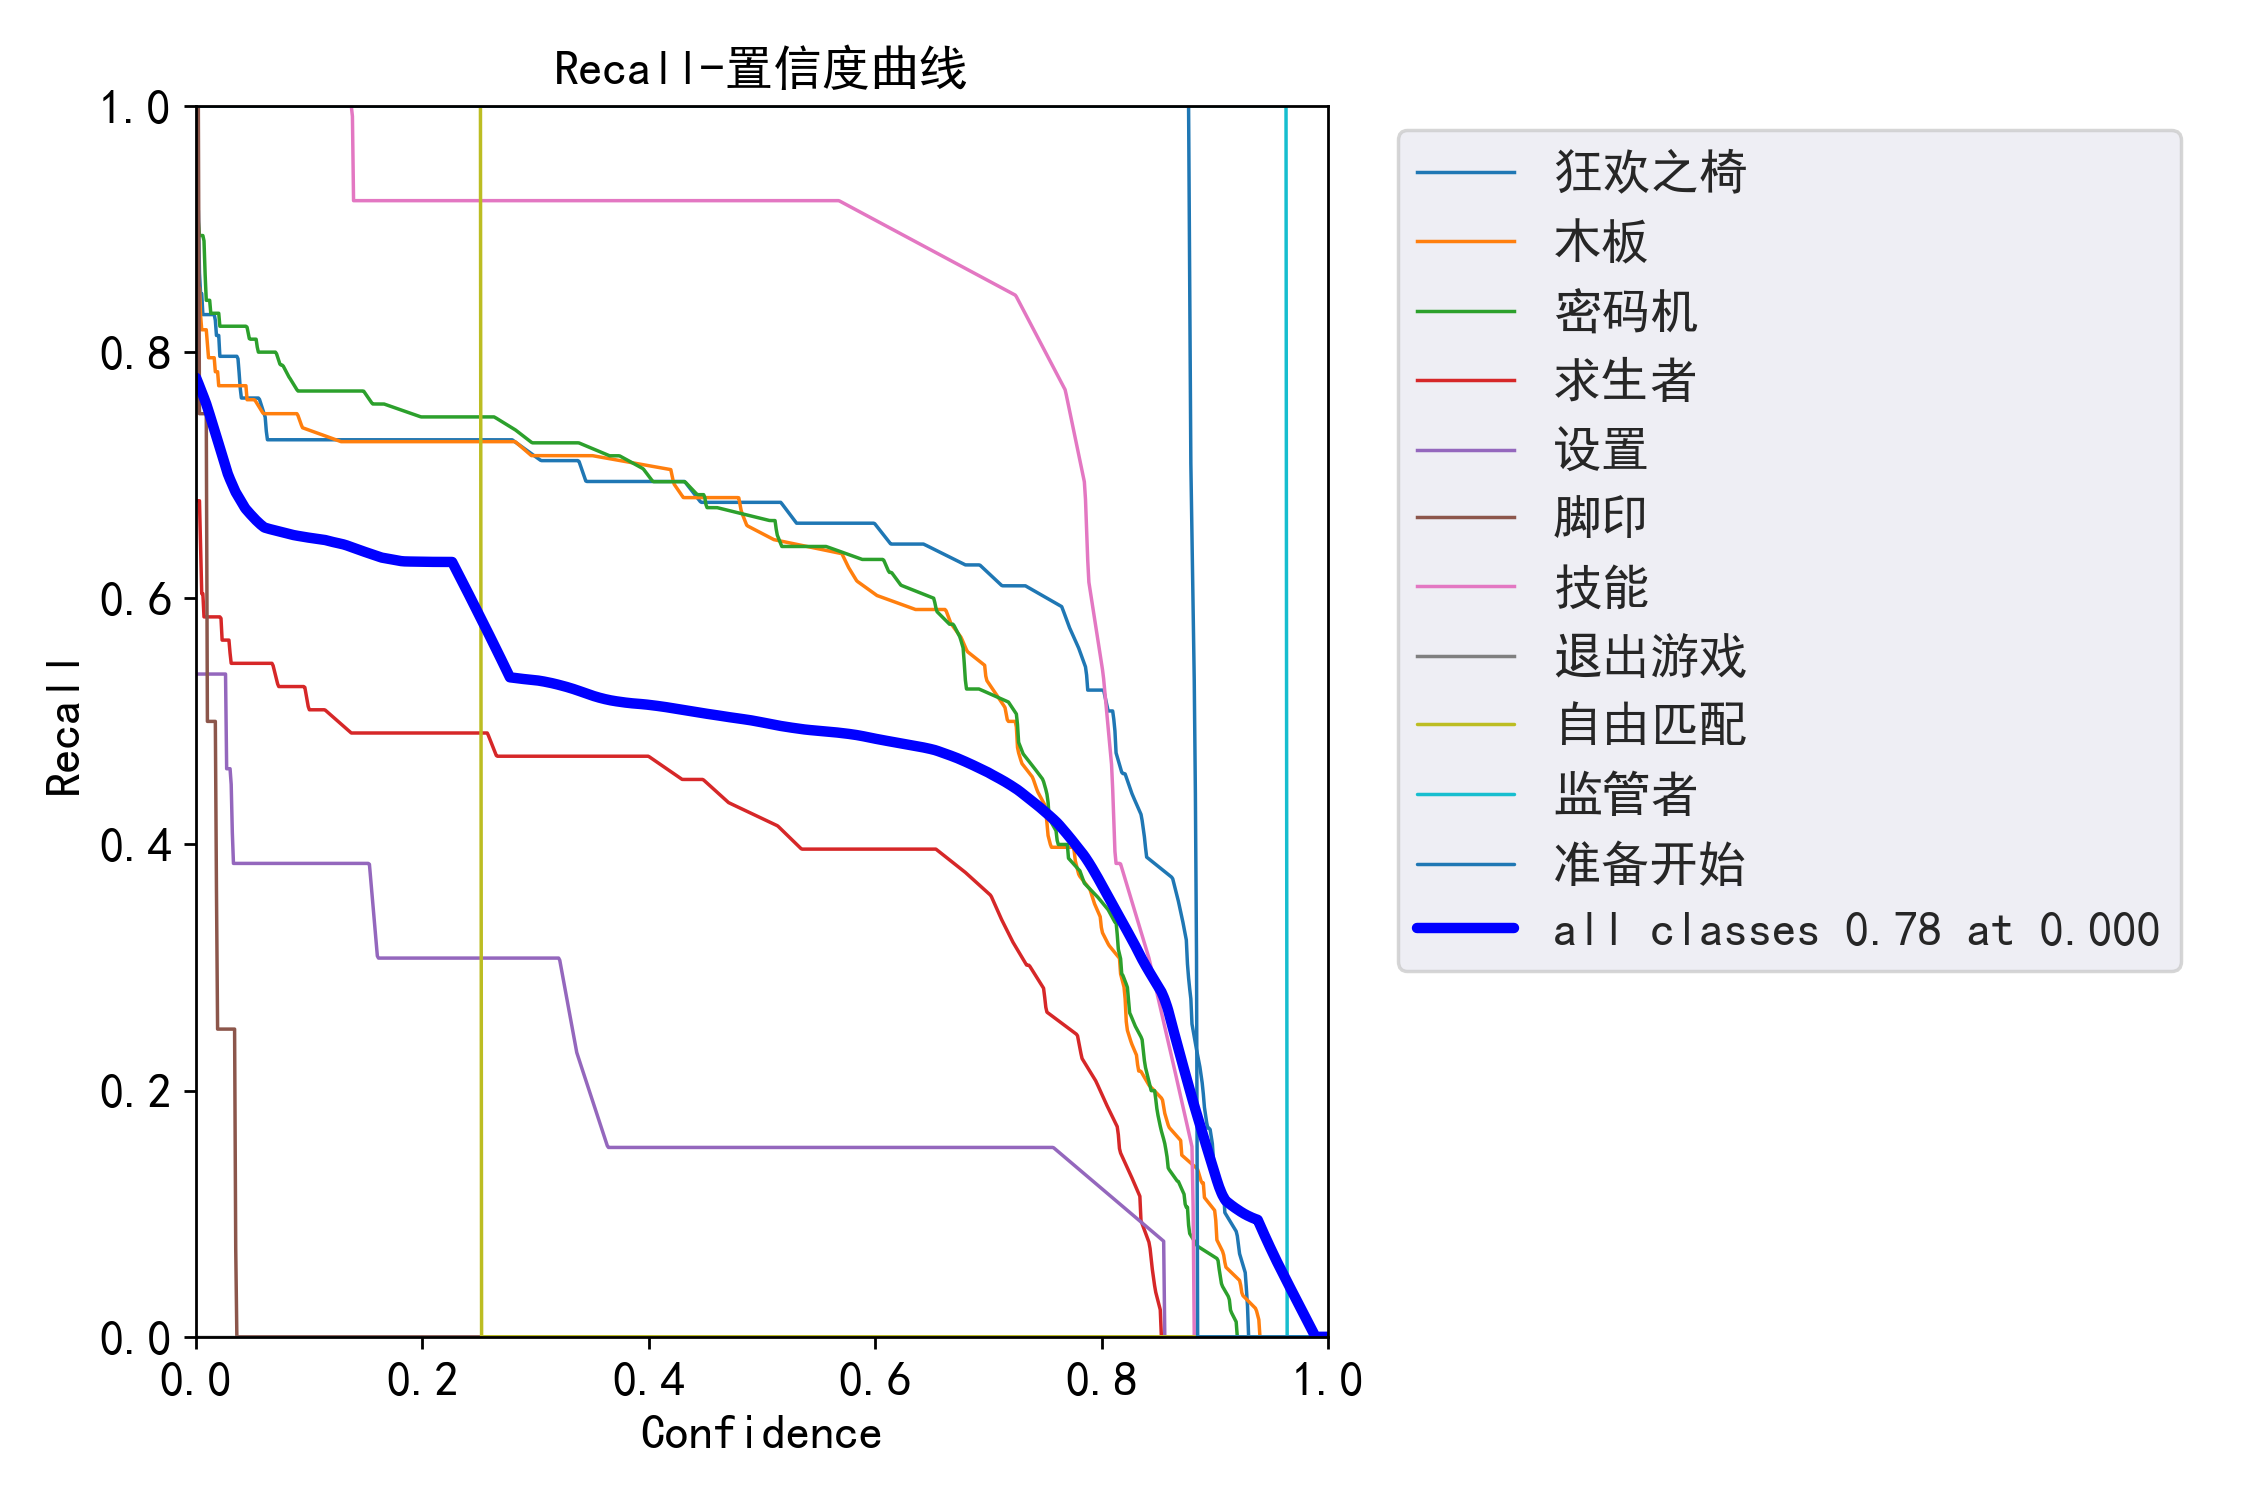 Recall-置信度曲线
1.0
0.8
0.6
0.4
0.2
0.0
Recall
0.0 0.2 0.4 0.6 0.8 1.0
Confidence
狂欢之椅
木板
密码机
求生者
设置
脚印
技能
退出游戏
自由匹配
监管者
准备开始
all classes 0.78 at 0.000